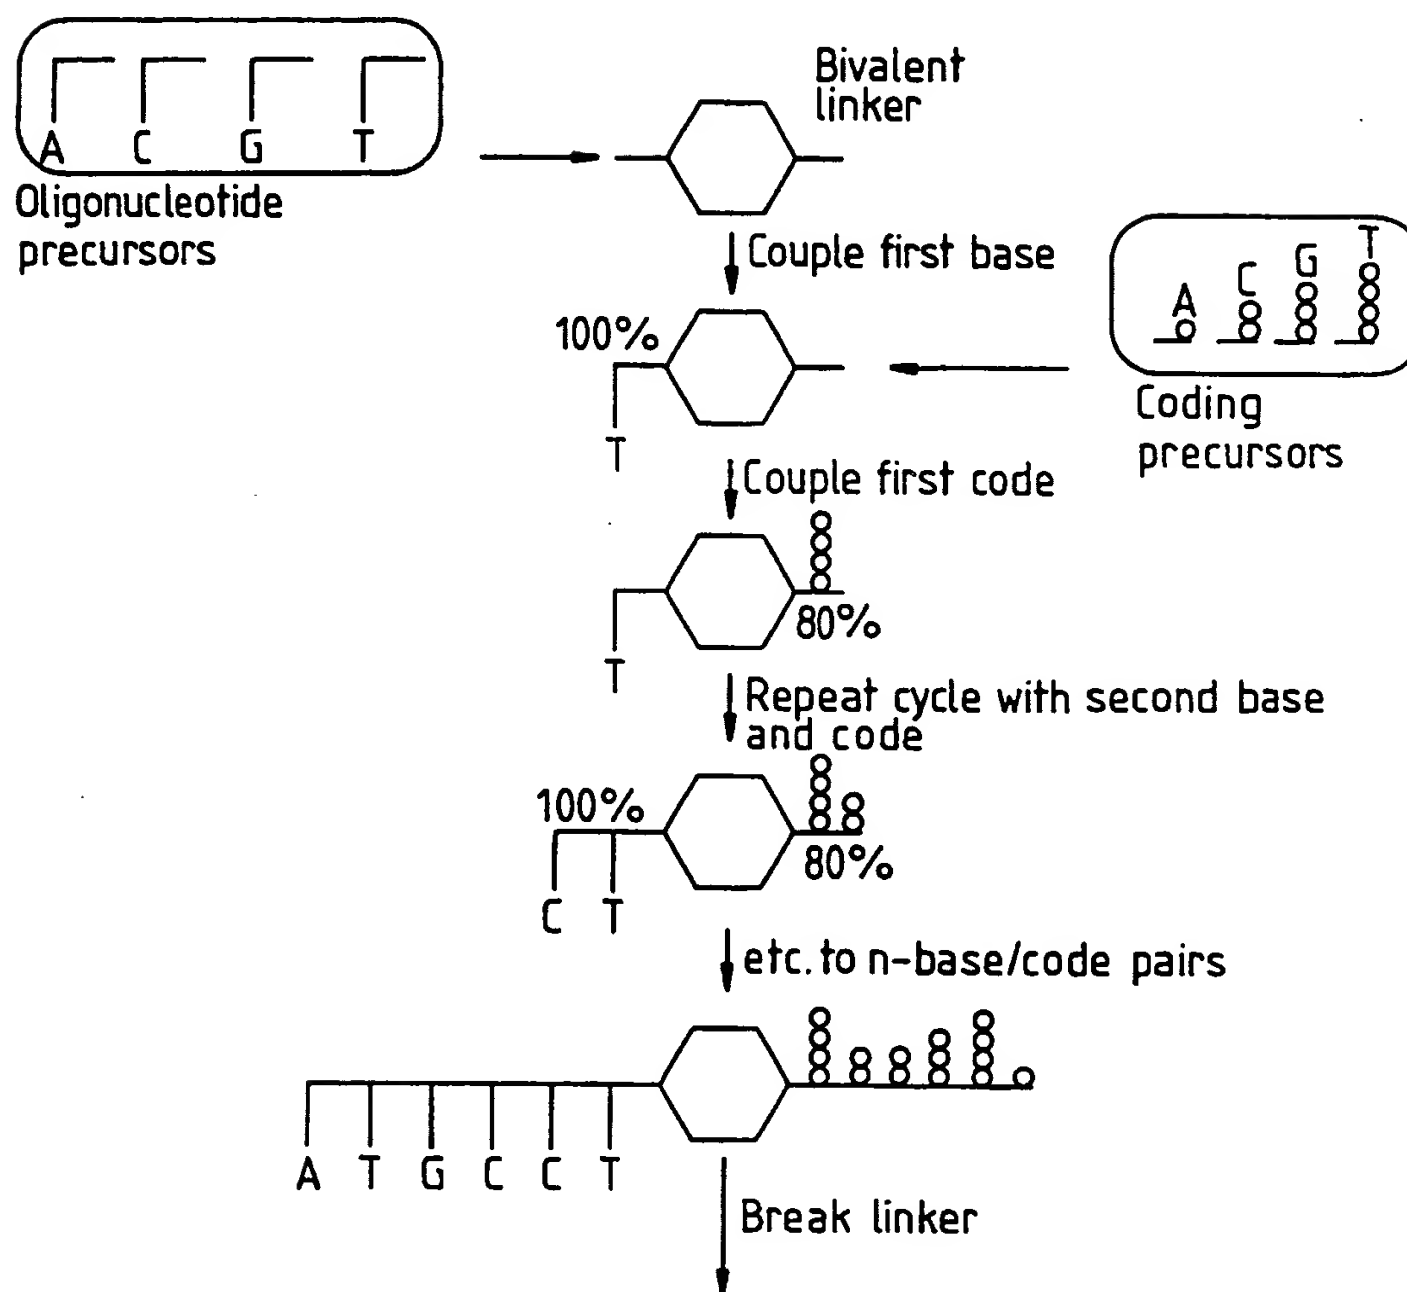 A C G T
Oligonucleotide
precursors
Bivalent
linker
Couple first base
A C G T
Coding
precursors
100%
T
Couple first code
80%
T
Repeat cycle with second base
and code
100%
80%
C T
etc. to n-base/code pairs
A T G C C T
Break linker